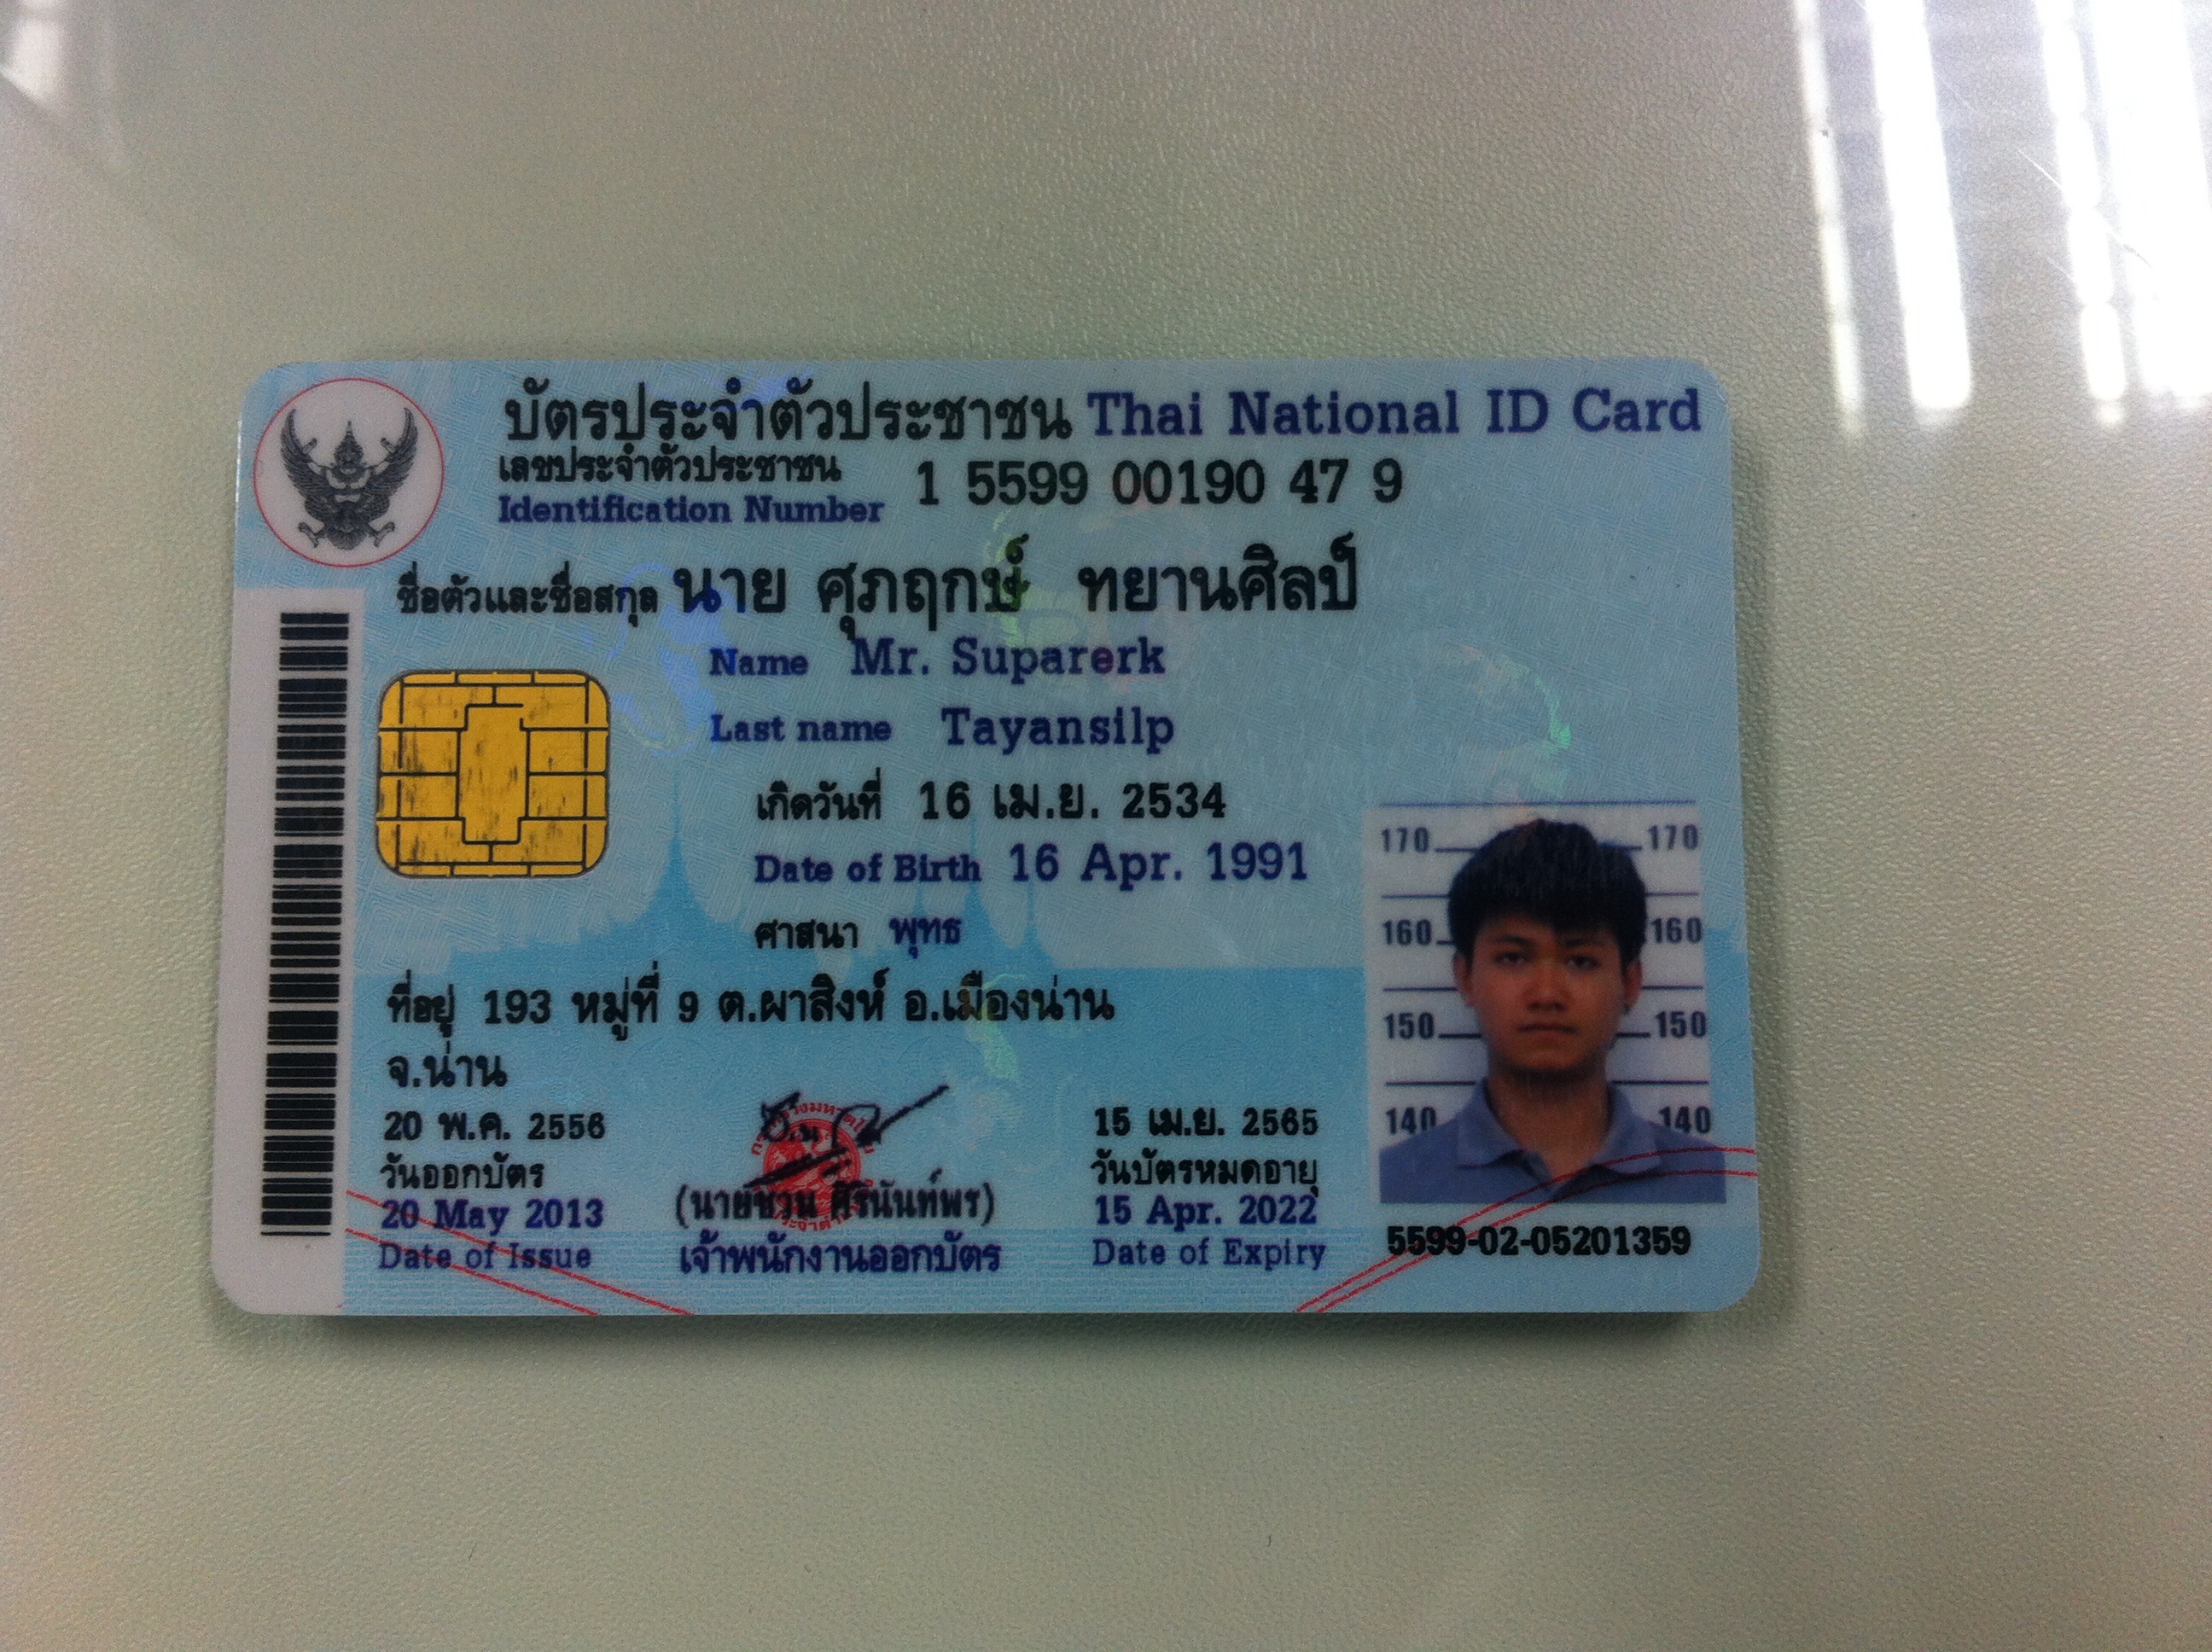 บัตรประจำตัวประชาชน Thai National ID Card
เลขประจำตัวประชาชน
Identification Number
1 5599 00190 47 9
ชื่อตัวและชื่อสกุล นาย ศุภฤกษ์ ทยานศิลป์
Name Mr. Suparerk
Last name Tayansilp
เกิดวันที่ 16 เม.ย. 2534
Date of Birth 16 Apr. 1991
ศาสนา พุทธ
ที่อยู่ 193 หมู่ที่ 9 ต.ผาสิงห์ อ.เมืองน่าน
จ.น่าน
20 พ.ค. 2556
วันออกบัตร
20 May 2013
Date of Issue
เจ้าพนักงานออกบัตร
15 เม.ย. 2565
วันบัตรหมดอายุ
15 Apr. 2022
Date of Expiry
170 170
160 160
150 150
140 140
5599-02-05201359